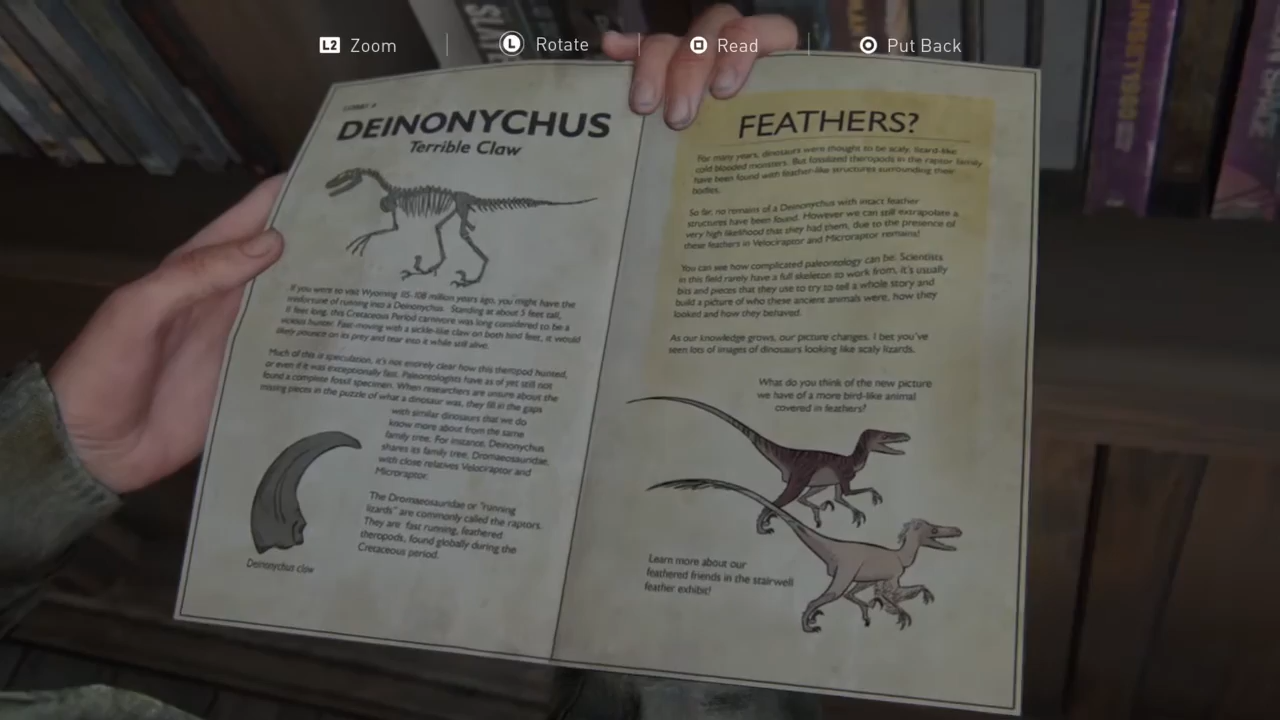 L2 Zoom
L Rotate
Read
Put Back
EXHIBIT #
DEINONYCHUS
Terrible Claw
If you were to visit Wyoming 115-108 million years ago, you might have the
misfortune of running into a Deinonychus. Standing at about 5 feet tall,
11 feet long, this Cretaceous Period carnivore was long considered to be a
vicious hunter. Fast-moving with a sickle-like claw on both hind feet, it would
likely pounce on its prey and tear into it while still alive.
Much of this is speculation, it's not entirely clear how this theropod hunted,
or even if it was exceptionally fast. Paleontologists have as of yet still not
found a complete fossil specimen. When researchers are unsure about the
missing pieces in the puzzle of what a dinosaur was, they fill in the gaps
with similar dinosaurs that we do
know more about from the same
family tree. For instance, Deinonychus
shares its family tree, Dromaeosauridae,
with close relatives Velociraptor and
Microraptor.
The Dromaeosauridae or "running
lizards" are commonly called the raptors.
They are fast running, feathered
theropods, found globally during the
Cretaceous period.
Deinonychus claw
FEATHERS?
For many years, dinosaurs were thought to be scaly, lizard-like
cold blooded monsters. But fossilized theropods in the raptor family
have been found with feather-like structures surrounding their
bodies.
So far, no remains of a Deinonychus with intact feather
structures have been found. However we can still extrapolate a
very high likelihood that they had them, due to the presence of
these feathers in Velociraptor and Microraptor remains!
You can see how complicated paleontology can be. Scientists
in this field rarely have a full skeleton to work from, it's usually
bits and pieces that they use to try to tell a whole story and
build a picture of who these ancient animals were, how they
looked and how they behaved.
As our knowledge grows, our picture changes. I bet you've
seen lots of images of dinosaurs looking like scaly lizards.
What do you think of the new picture
we have of a more bird-like animal
covered in feathers?
Learn more about our
feathered friends in the stairwell
feather exhibit!